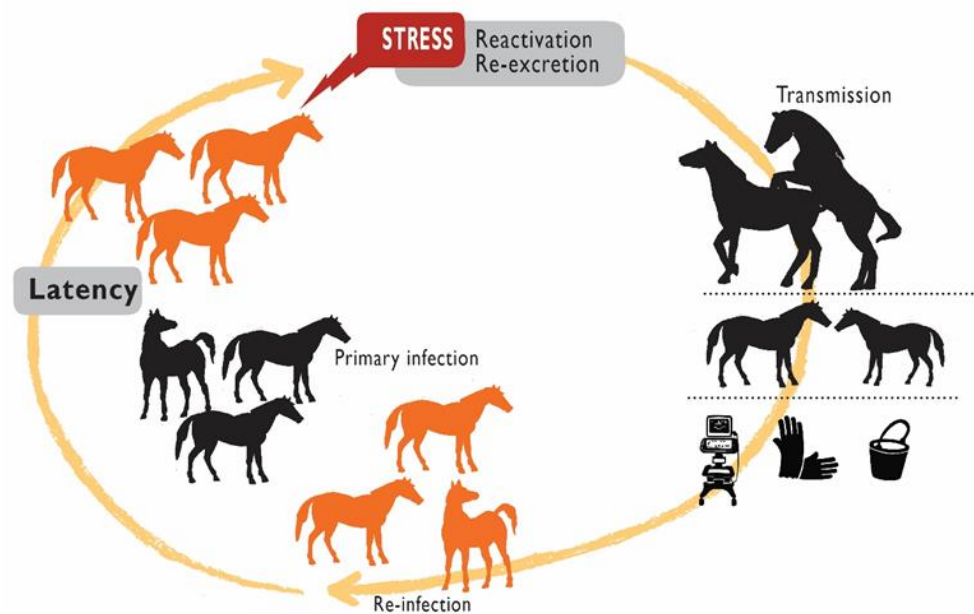 STRESS
Reactivation
Re-excretion
Transmission
Latency
Primary infection
Re-infection